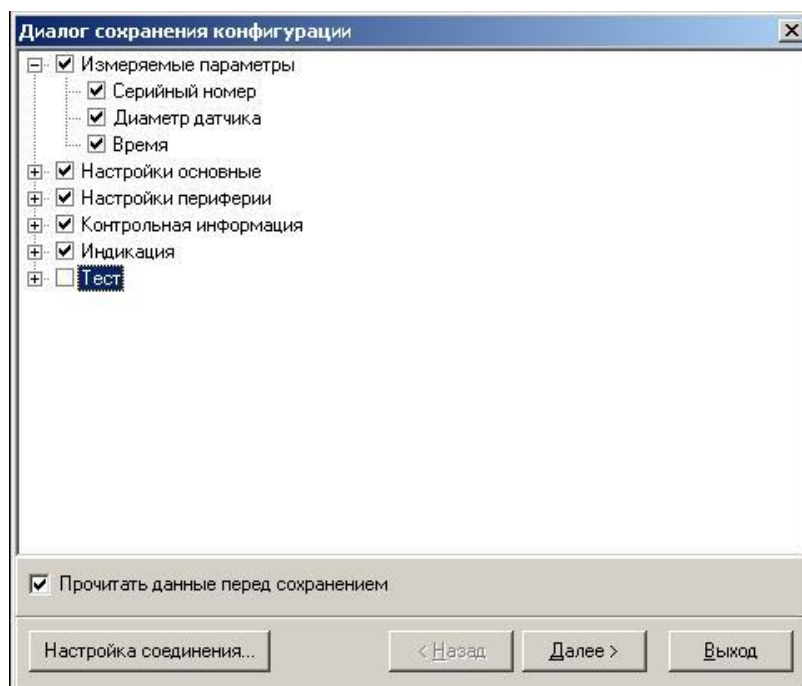 Диалог сохранения конфигурации
Измеряемые параметры
Серийный номер
Диаметр датчика
Время
Настройки основные
Настройки периферии
Контрольная информация
Индикация
Тест
Прочитать данные перед сохранением
Настройка соединения... < Назад Далее > Выход